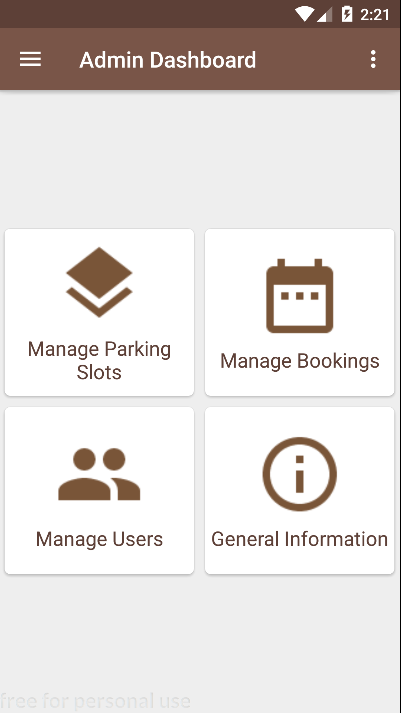 2:21
Admin Dashboard
Manage Parking
Slots
Manage Bookings
Manage Users
General Information
free for personal use